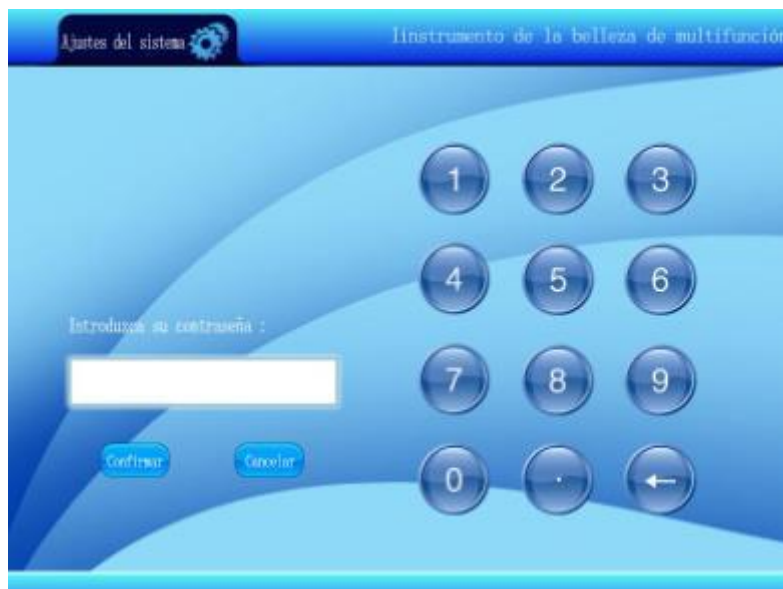 Ajustes del sistema
Iinstrumento de la belleza de multifunción
1 2 3
4 5 6
Introduzca su contraseña :
7 8 9
Confirmar Cancelar
0 . ←